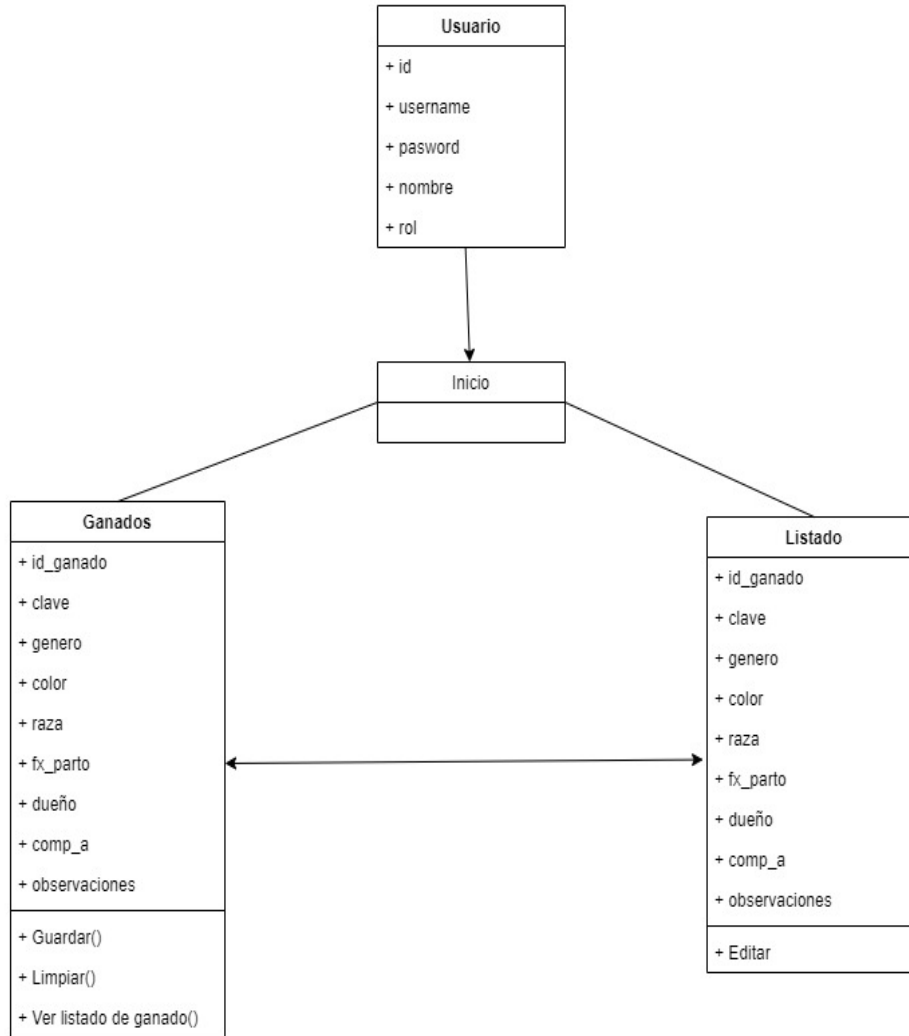 Usuario
+ id
+ username
+ pasword
+ nombre
+ rol
Inicio
Ganados
+ id_ganado
+ clave
+ genero
+ color
+ raza
+ fx_parto
+ dueño
+ comp_a
+ observaciones
+ Guardar()
+ Limpiar()
+ Ver listado de ganado()
Listado
+ id_ganado
+ clave
+ genero
+ color
+ raza
+ fx_parto
+ dueño
+ comp_a
+ observaciones
+ Editar